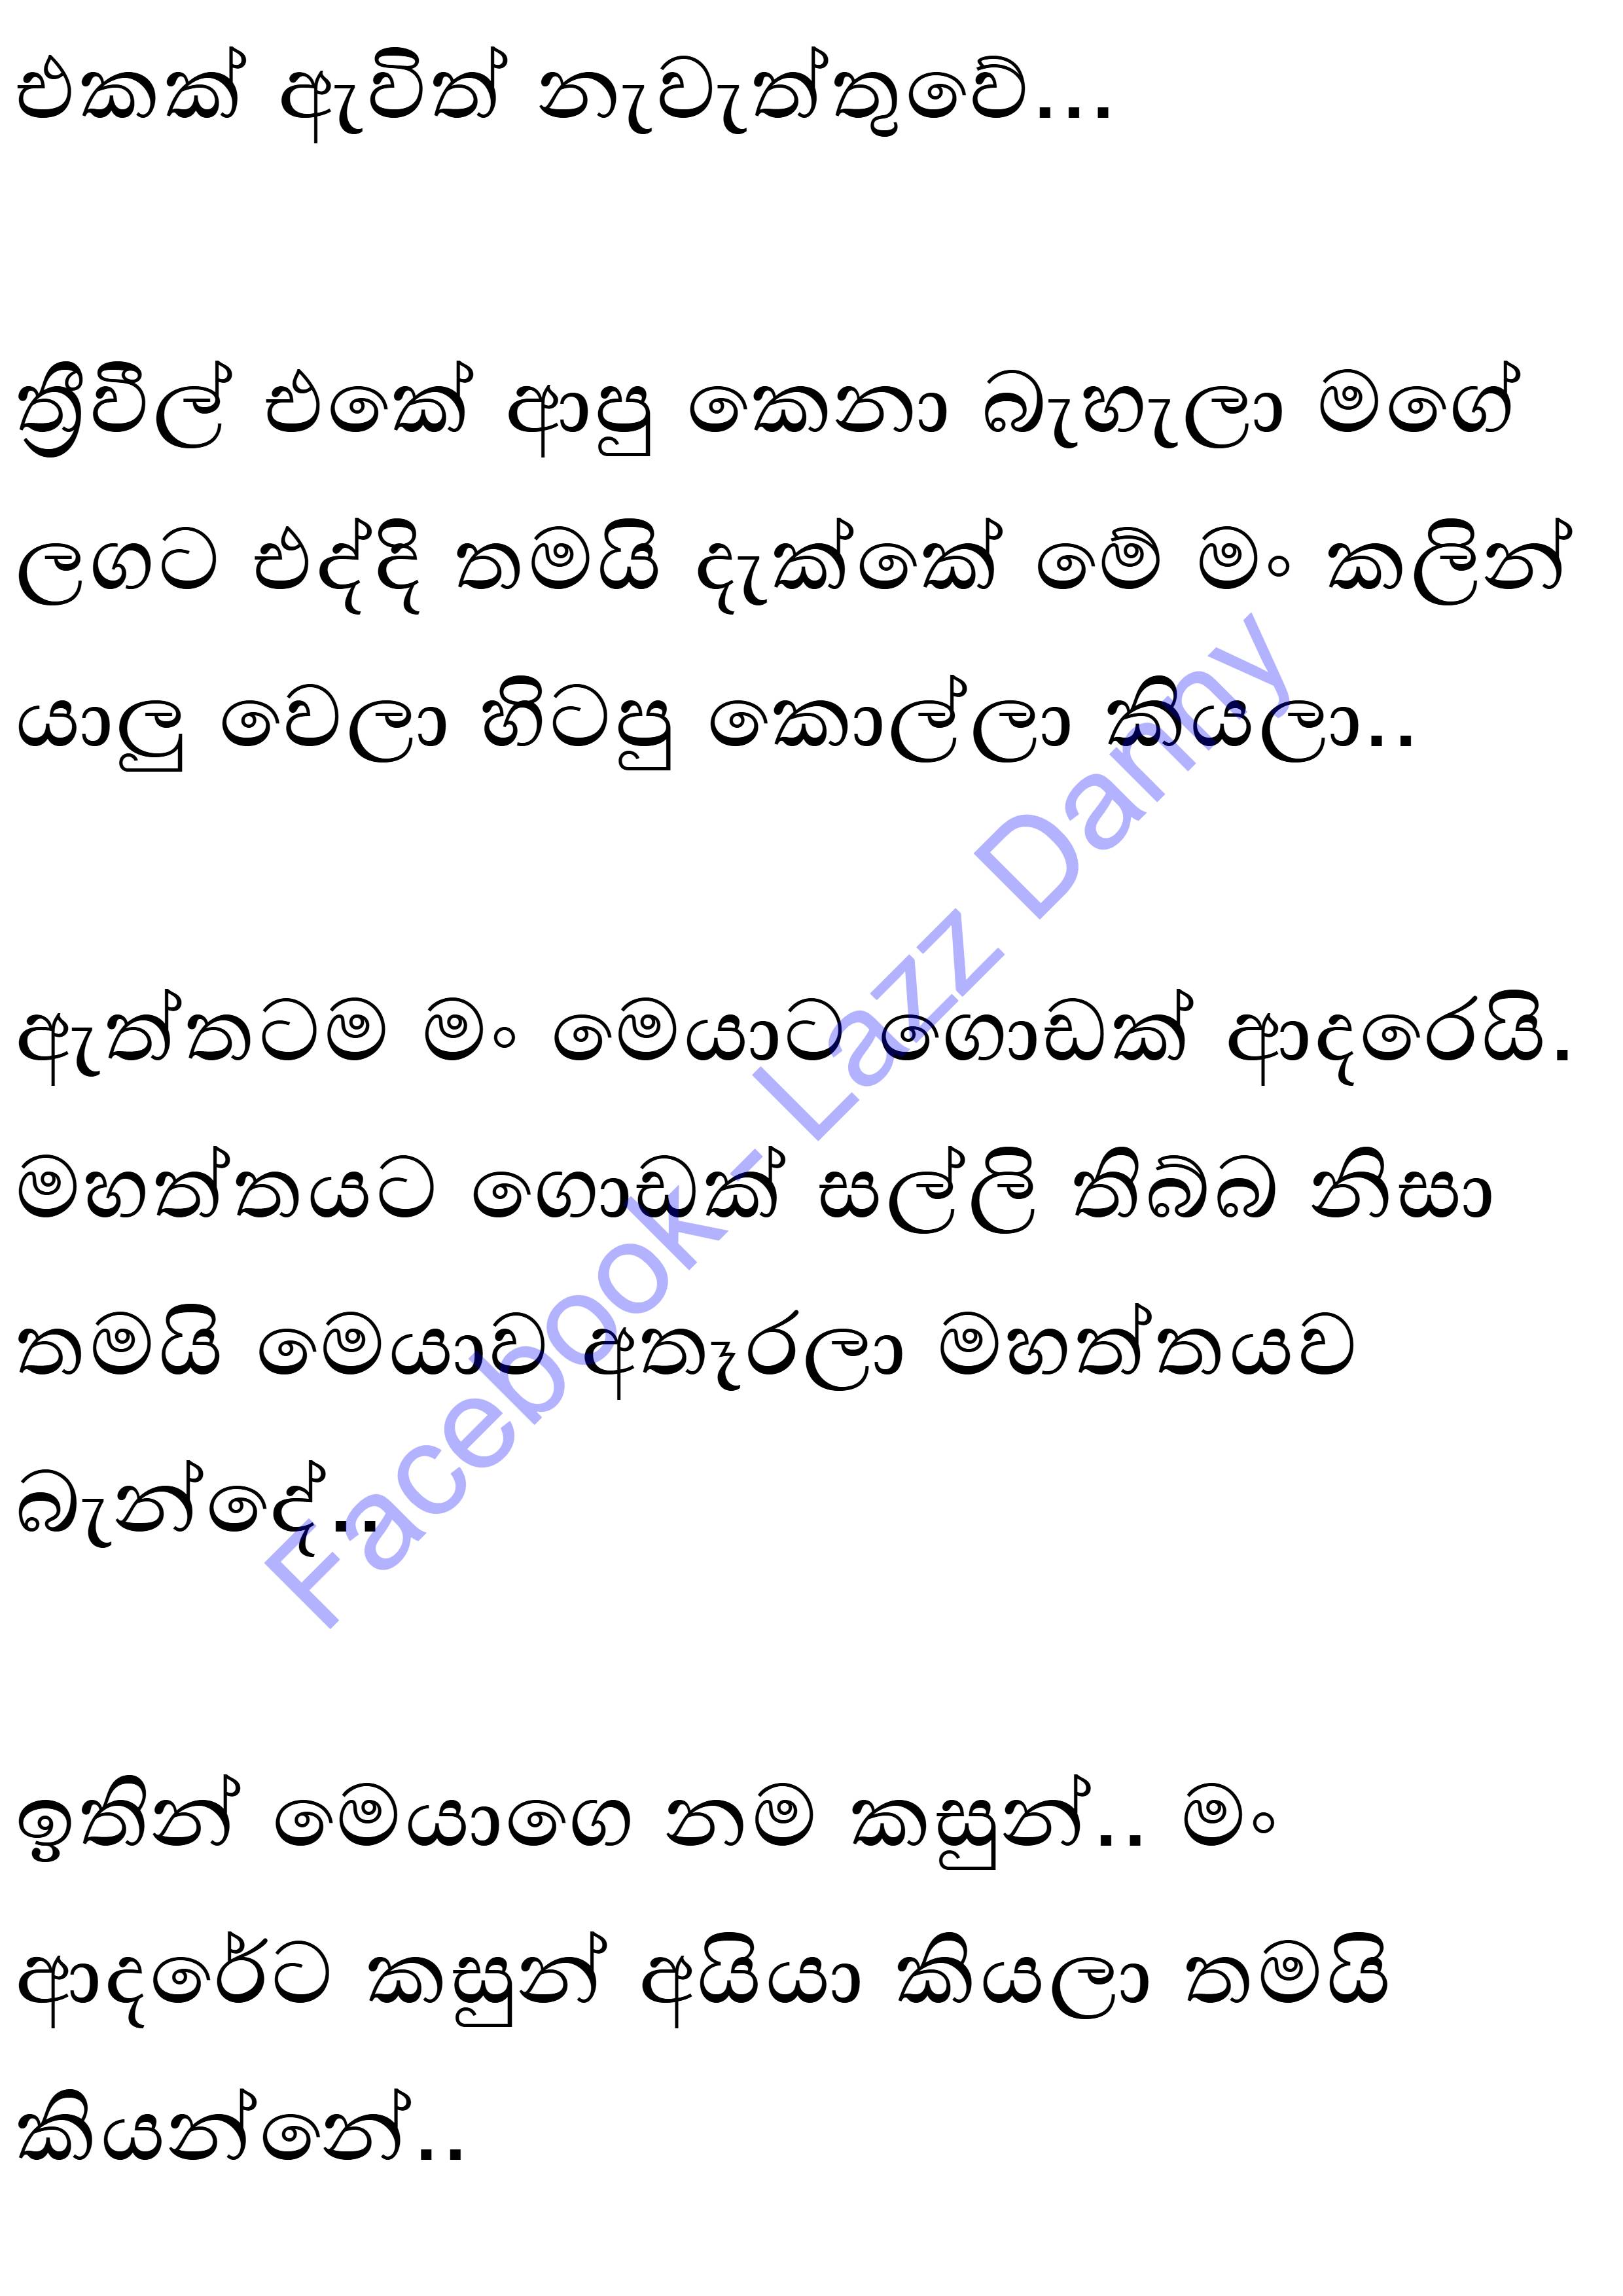 එකක් ඇවිත් නැවැත්තුවේ...
ත්‍රීවීල් එකේ ආපු කෙනා බැහැලා මගේ
ලගට එද්දි තමයි දැක්කේ මේ මං කලින්
යාලු වෙලා හිටපු කොල්ලා කියලා..
ඇත්තටම මං මෙයාට ගොඩක් ආදරෙයි.
මහත්තයට ගොඩක් සල්ලි තිබ්බ නිසා
තමයි මෙයාව අතෑරලා මහත්තයව
බැන්දේ..
ඉතින් මෙයාගෙ නම කසුන්.. මං
ආදරේට කසුන් අයියා කියලා තමයි
කියන්නේ..
Facebook - Lazz Danny